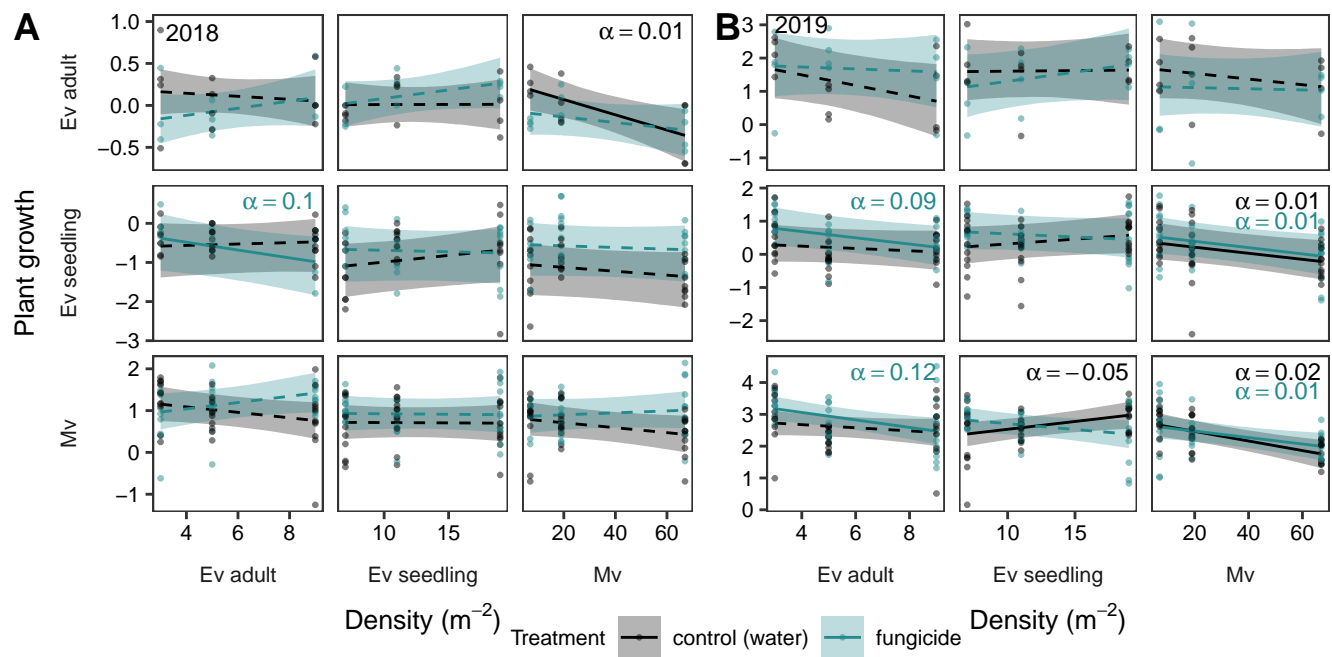 A
2018
α = 0.01
B
2019
1.0
0.5
0.0
−0.5
Ev adult
3
2
1
0
−1
α = 0.1
0
−1
−2
−3
Ev seedling
Plant growth
α = 0.09
α = 0.01
α = 0.01
2
1
0
−1
−2
2
1
0
−1
Mv
α = 0.12
α = −0.05
α = 0.02
α = 0.01
4
3
2
1
0
4 6 8 10 15 20 40 60
4 6 8 10 15 20 40 60
Ev adult Ev seedling Mv
Ev adult Ev seedling Mv
Density (m−2)
Density (m−2)
Treatment control (water) fungicide